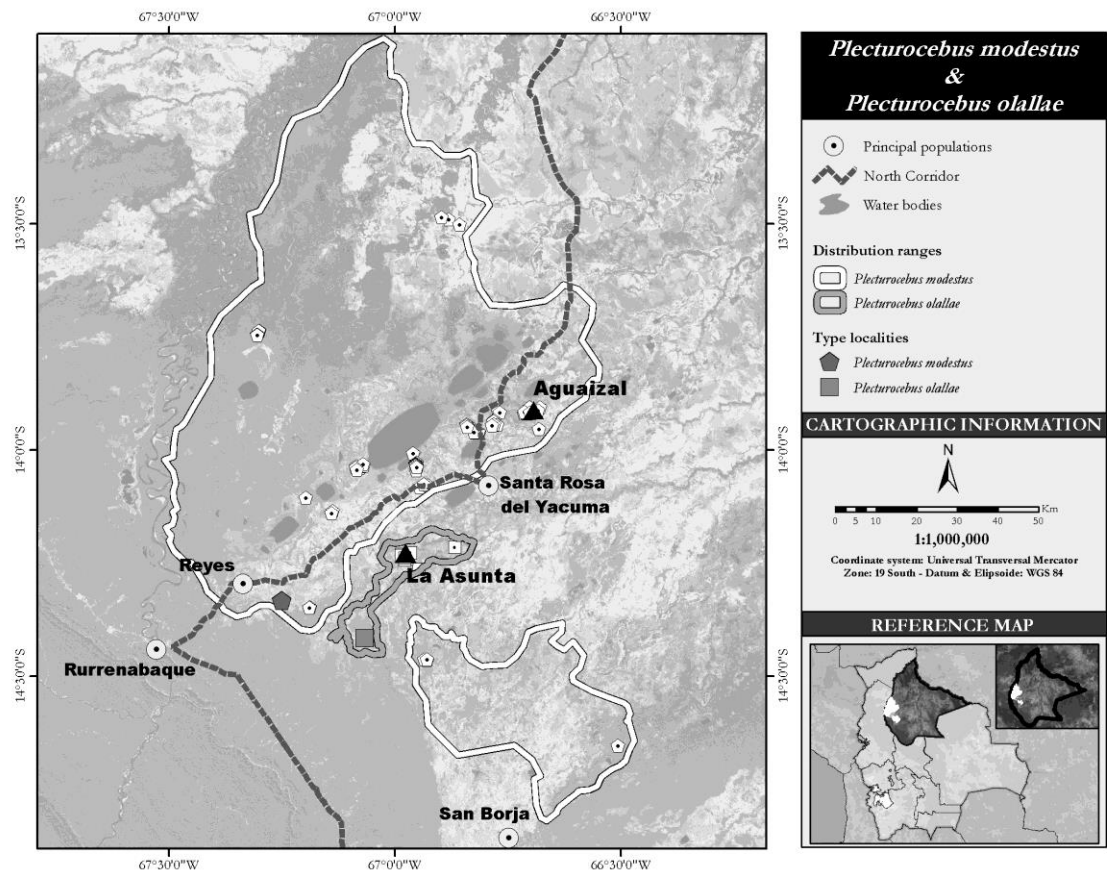 67°30'0"W
67°0'0"W
66°30'0"W
13°30'0"S
13°30'0"S
14°0'0"S
14°0'0"S
14°30'0"S
14°30'0"S
Aguaizal
Santa Rosa
del Yacuma
La Asunta
Reyes
Rurrenabaque
San Borja
67°30'0"W
67°0'0"W
66°30'0"W
Plecturocebus modestus
&
Plecturocebus olallae
Principal populations
North Corridor
Water bodies
Distribution ranges
Plecturocebus modestus
Plecturocebus olallae
Type localities
Plecturocebus modestus
Plecturocebus olallae
CARTOGRAPHIC INFORMATION
N
Km
0 5 10 20 30 40 50
1:1,000,000
Coordinate system: Universal Transversal Mercator
Zone: 19 South - Datum & Elipsoide: WGS 84
REFERENCE MAP